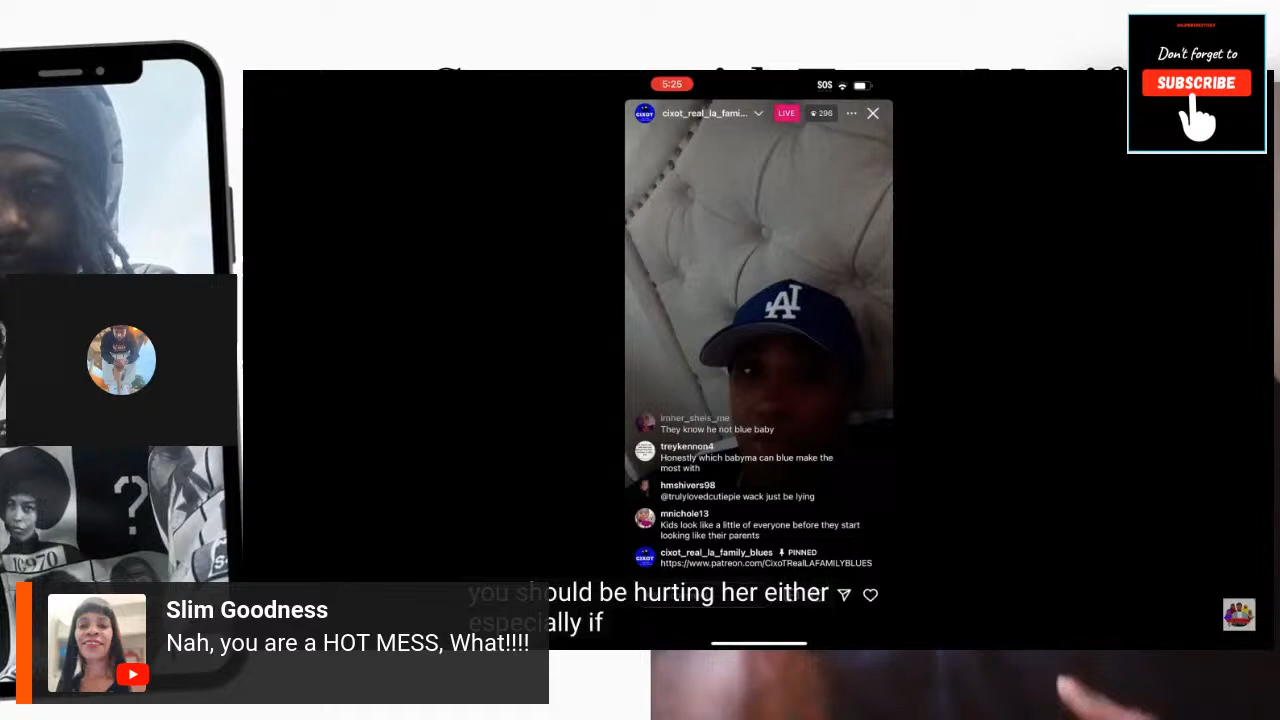 Don't forget to
SUBSCRIBE
5:25
SOS
cixot_real_la_fami...
LIVE
296
CIXOT
LA
imher_sheis_me
They know he not blue baby
treykennon4
Honestly which babyma can blue make the
most with
hmshivers98
@trulylovedcutiepie wack just be lying
mnichole13
Kids look like a little of everyone before they start
looking like their parents
cixot_real_la_family_blues PINNED
https://www.patreon.com/CixoTRealLAFAMILYBLUES
you should be hurting her either
especially if
Slim Goodness
Nah, you are a HOT MESS, What!!!!
?